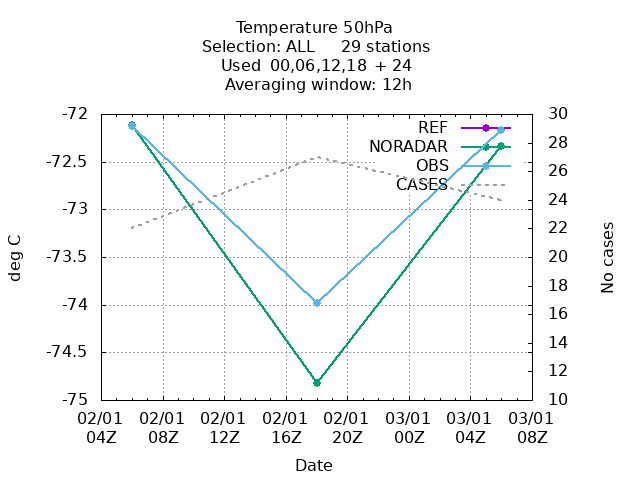 Temperature 50hPa
Selection: ALL 29 stations
Used 00,06,12,18 + 24
Averaging window: 12h
REF
NORADAR
OBS
CASES
-72
-72.5
-73
-73.5
-74
-74.5
-75
deg C
30
28
26
24
22
20
18
16
14
12
10
No cases
02/01 02/01 02/01 02/01 02/01 03/01 03/01 03/01
04Z 08Z 12Z 16Z 20Z 00Z 04Z 08Z
Date